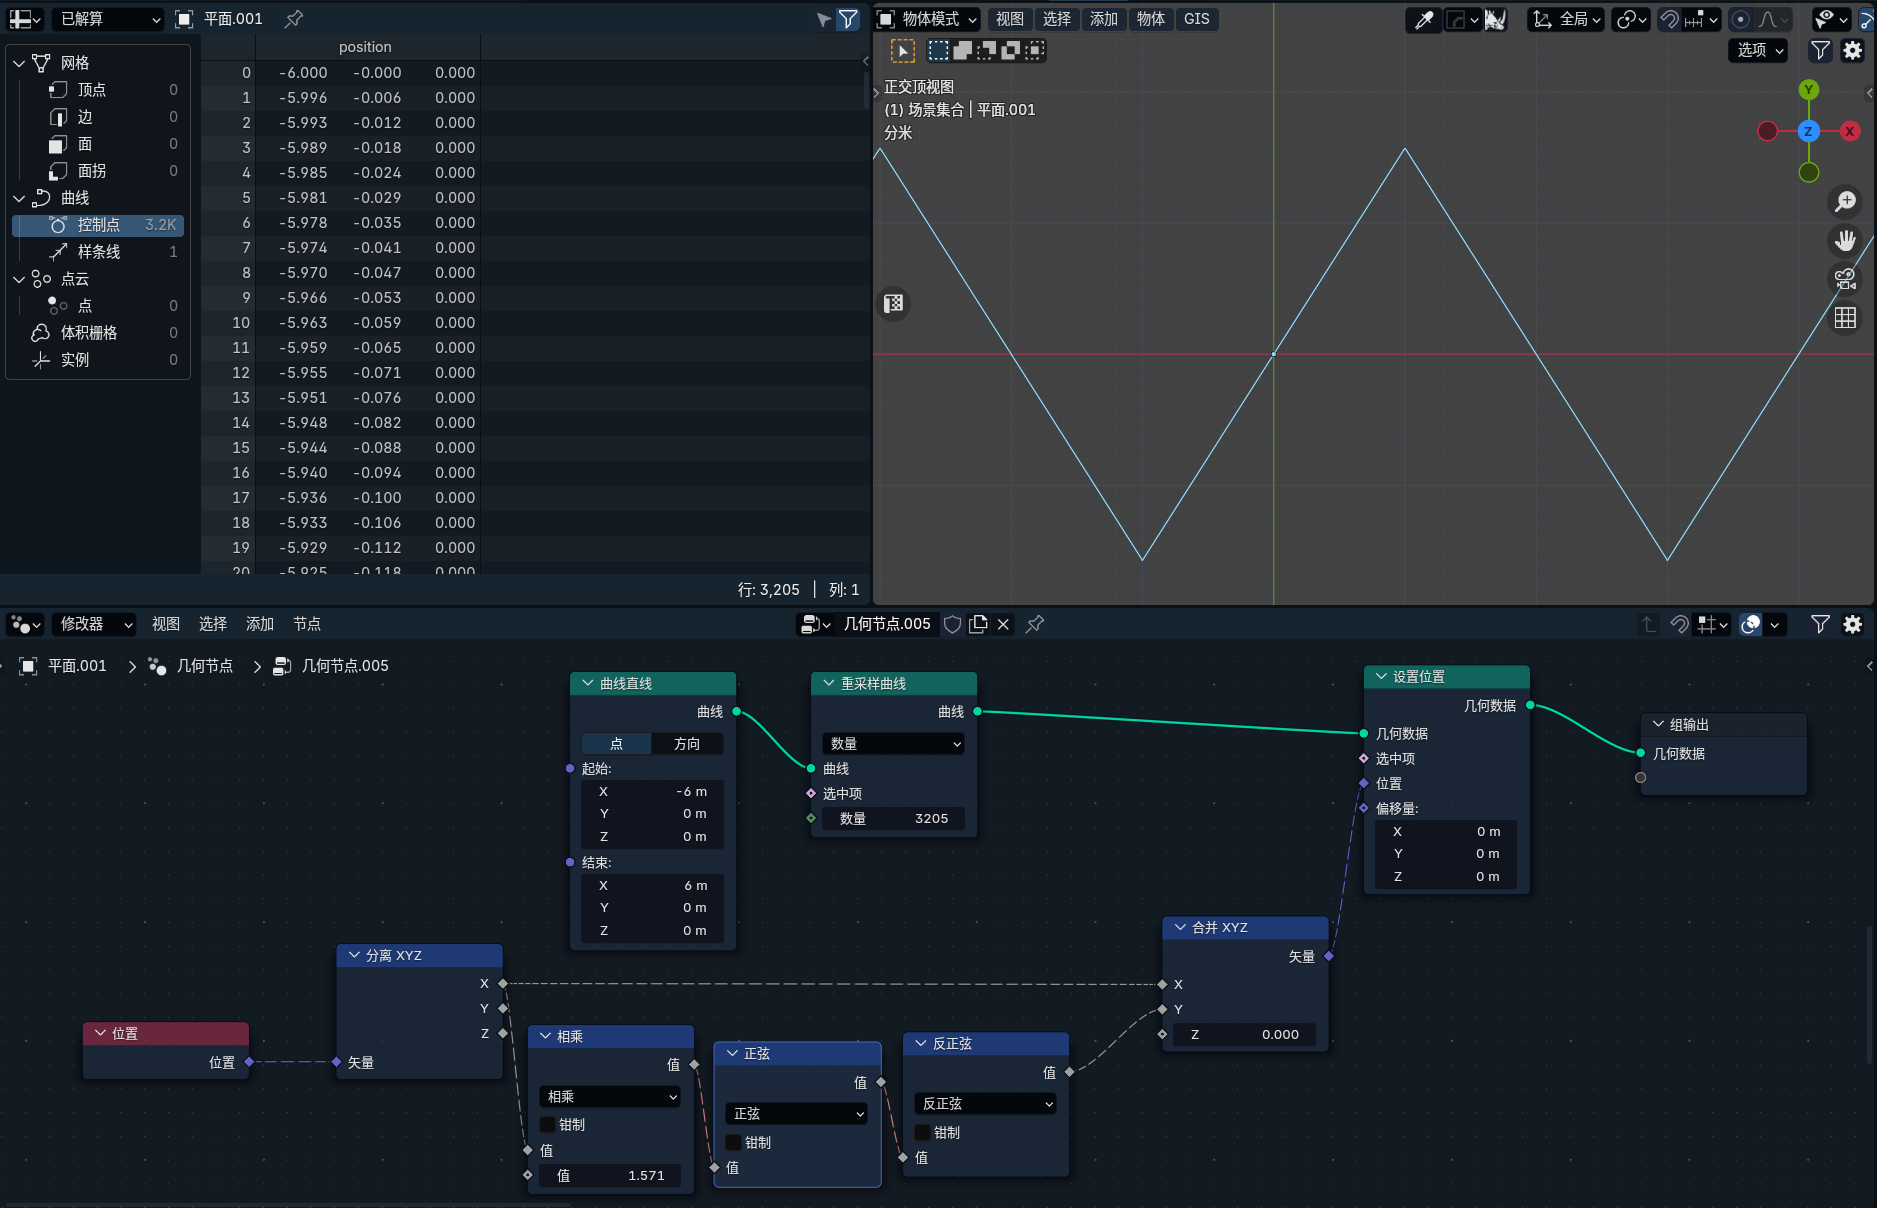 已解算 平面.001
网格
顶点 0
边 0
面 0
面拐 0
曲线
控制点 3.2K
样条线 1
点云
点 0
体积栅格 0
实例 0
position
0 -6.000 -0.000 0.000
1 -5.996 -0.006 0.000
2 -5.993 -0.012 0.000
3 -5.989 -0.018 0.000
4 -5.985 -0.024 0.000
5 -5.981 -0.029 0.000
6 -5.978 -0.035 0.000
7 -5.974 -0.041 0.000
8 -5.970 -0.047 0.000
9 -5.966 -0.053 0.000
10 -5.963 -0.059 0.000
11 -5.959 -0.065 0.000
12 -5.955 -0.071 0.000
13 -5.951 -0.076 0.000
14 -5.948 -0.082 0.000
15 -5.944 -0.088 0.000
16 -5.940 -0.094 0.000
17 -5.936 -0.100 0.000
18 -5.933 -0.106 0.000
19 -5.929 -0.112 0.000
20 -5.925 -0.118 0.000
行: 3,205 | 列: 1
物体模式 视图 选择 添加 物体 GIS 全局
选项
正交顶视图
(1) 场景集合 | 平面.001
分米
Y
Z X
修改器 视图 选择 添加 节点 几何节点.005
平面.001 > 几何节点 > 几何节点.005
曲线直线
曲线
点 方向
起始:
X -6 m
Y 0 m
Z 0 m
结束:
X 6 m
Y 0 m
Z 0 m
重采样曲线
曲线
数量
曲线
选中项
数量 3205
设置位置
几何数据
几何数据
选中项
位置
偏移量:
X 0 m
Y 0 m
Z 0 m
组输出
几何数据
位置
位置
分离 XYZ
X
Y
Z
矢量
相乘
值
相乘
钳制
值
值 1.571
正弦
值
正弦
钳制
值
反正弦
值
反正弦
钳制
值
合并 XYZ
矢量
X
Y
Z 0.000